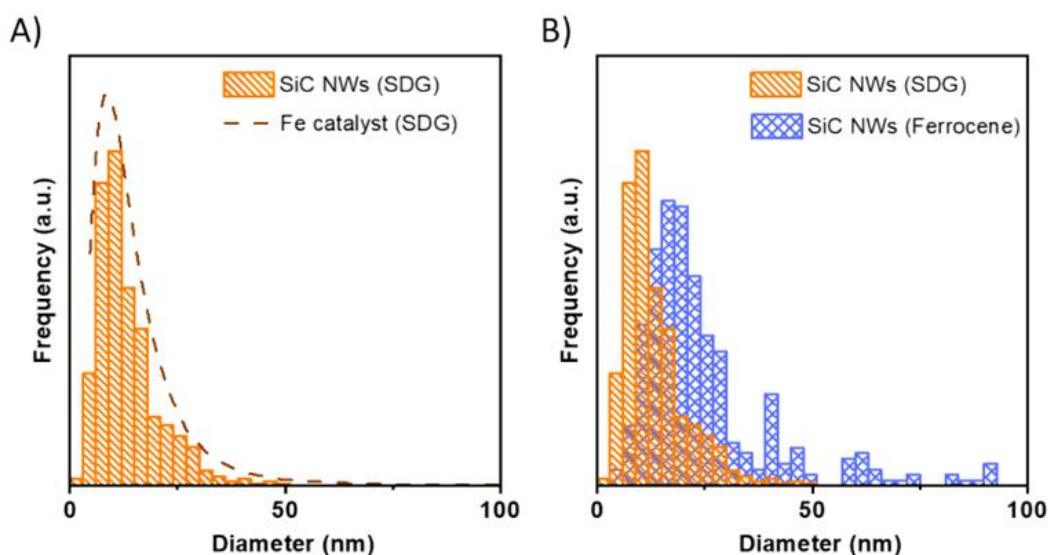 A)
SiC NWs (SDG)
Fe catalyst (SDG)
Frequency (a.u.)
0
50
100
Diameter (nm)
B)
SiC NWs (SDG)
SiC NWs (Ferrocene)
Frequency (a.u.)
0
50
100
Diameter (nm)